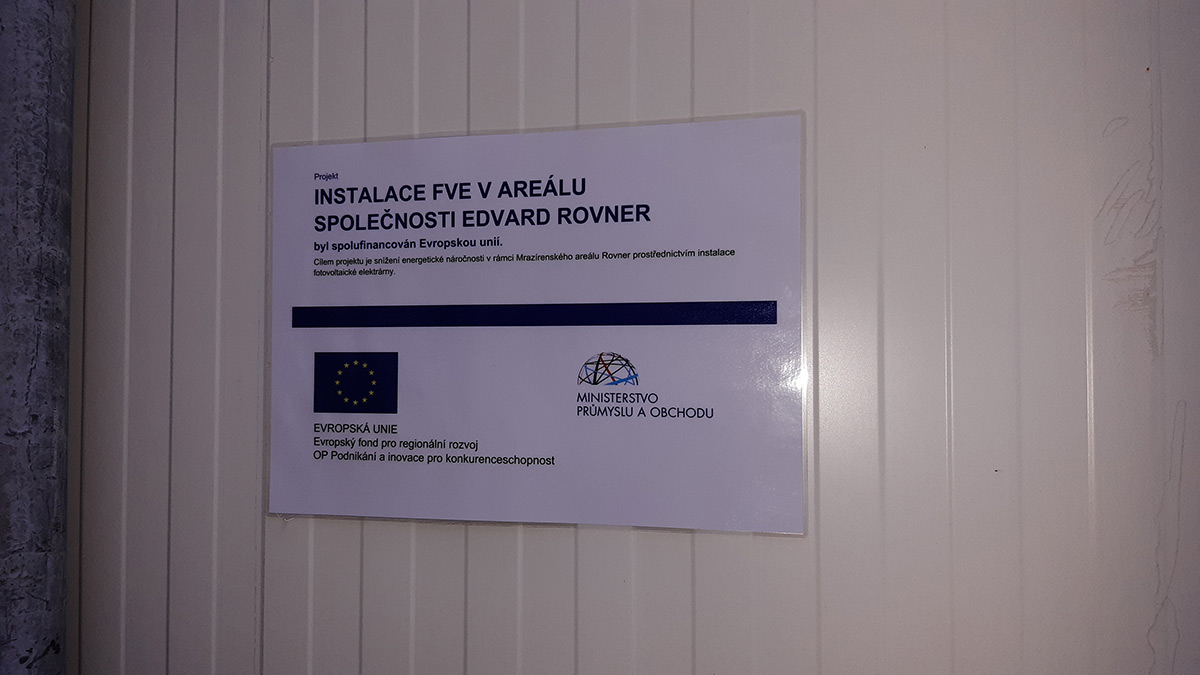 Projekt
INSTALACE FVE V AREÁLU
SPOLEČNOSTI EDVARD ROVNER
byl spolufinancován Evropskou unií.
Cílem projektu je snížení energetické náročnosti v rámci Mrazírenského areálu Rovner prostřednictvím instalace
fotovoltaické elektrárny.
EVROPSKÁ UNIE
Evropský fond pro regionální rozvoj
OP Podnikání a inovace pro konkurenceschopnost
MINISTERSTVO
PRŮMYSLU A OBCHODU